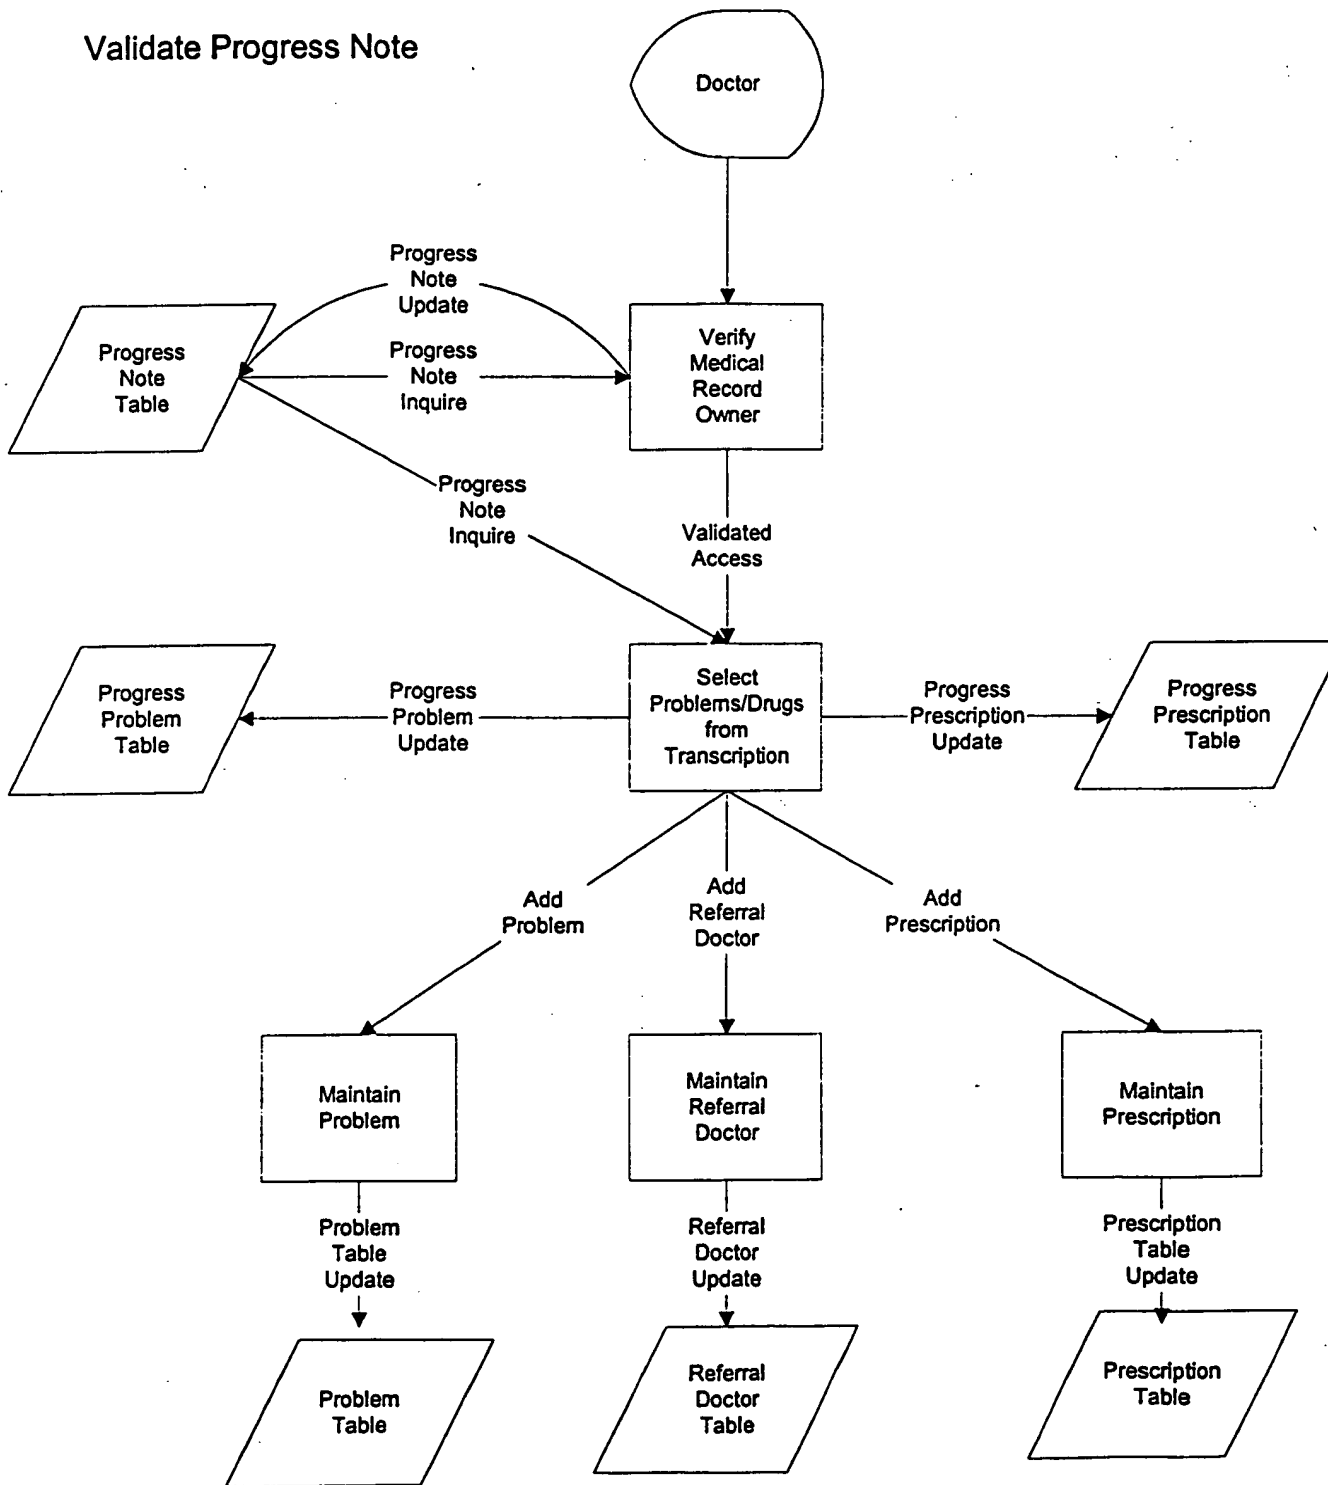 Validate Progress Note
Doctor
Progress
Note
Update
Progress
Note
Table
Progress
Note
Inquire
Verify
Medical
Record
Owner
Progress
Note
Inquire
Validated
Access
Progress
Problem
Table
Progress
Problem
Update
Select
Problems/Drugs
from
Transcription
Progress
Prescription
Update
Progress
Prescription
Table
Add
Problem
Add
Referral
Doctor
Add
Prescription
Maintain
Problem
Maintain
Referral
Doctor
Maintain
Prescription
Problem
Table
Update
Referral
Doctor
Update
Prescription
Table
Update
Problem
Table
Referral
Doctor
Table
Prescription
Table